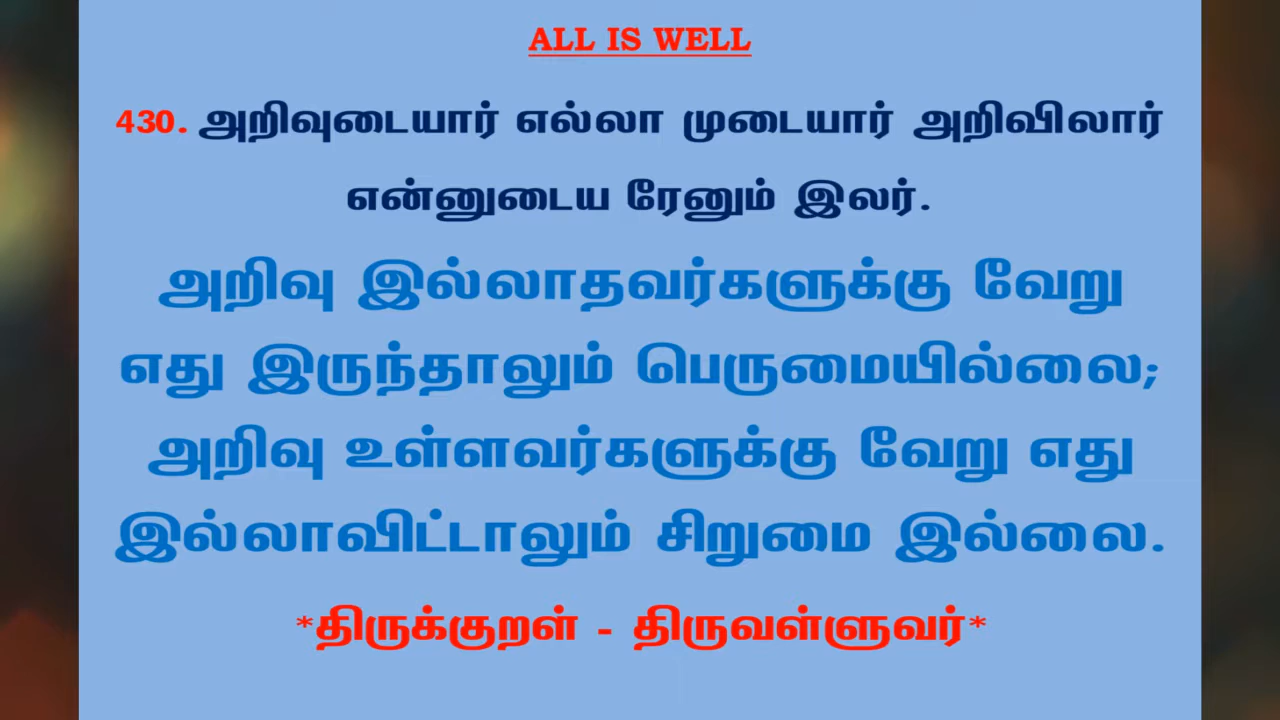 ALL IS WELL
430. அறிவுடையார் எல்லா முடையார் அறிவிலார்
என்னுடைய ரேனும் இலர்.
அறிவு இல்லாதவர்களுக்கு வேறு
எது இருந்தாலும் பெருமையில்லை;
அறிவு உள்ளவர்களுக்கு வேறு எது
இல்லாவிட்டாலும் சிறுமை இல்லை.
*திருக்குறள் - திருவள்ளுவர்*